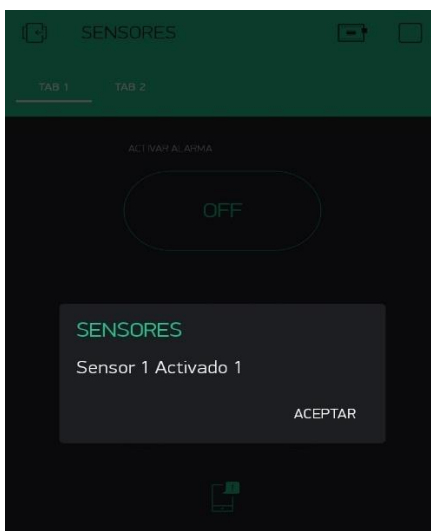 SENSORES
TAB 1 TAB 2
ACTIVAR ALARMA
OFF
SENSORES
Sensor 1 Activado 1
ACEPTAR